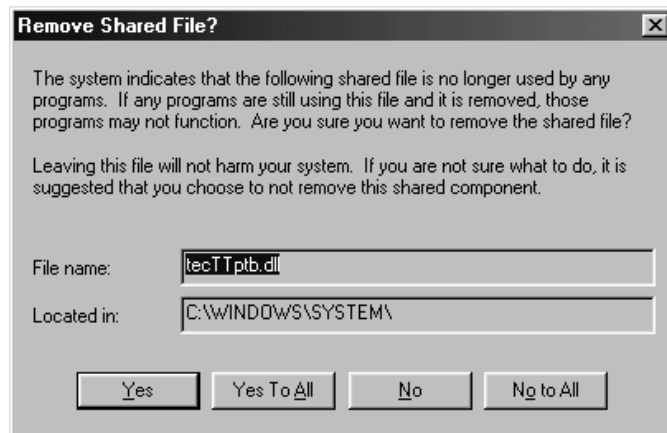 Remove Shared File?
The system indicates that the following shared file is no longer used by any
programs. If any programs are still using this file and it is removed, those
programs may not function. Are you sure you want to remove the shared file?
Leaving this file will not harm your system. If you are not sure what to do, it is
suggested that you choose to not remove this shared component.
File name: tecTTptb.dll
Located in: C:\WINDOWS\SYSTEM\
Yes Yes To All No No to All